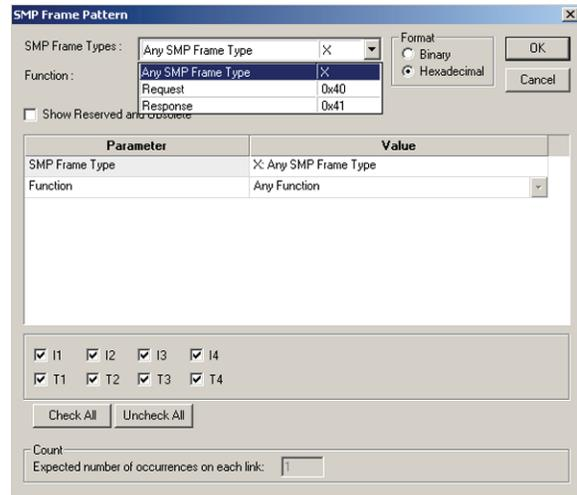 SMP Frame Pattern
SMP Frame Types : Any SMP Frame Type X
Format
Binary
Hexadecimal
OK
Cancel
Any SMP Frame Type X
Request 0x40
Response 0x41
Function :
Show Reserved and Obsolete
Parameter Value
SMP Frame Type X: Any SMP Frame Type
Function Any Function
I1 I2 I3 I4
T1 T2 T3 T4
Check All Uncheck All
Count
Expected number of occurrences on each link: 1